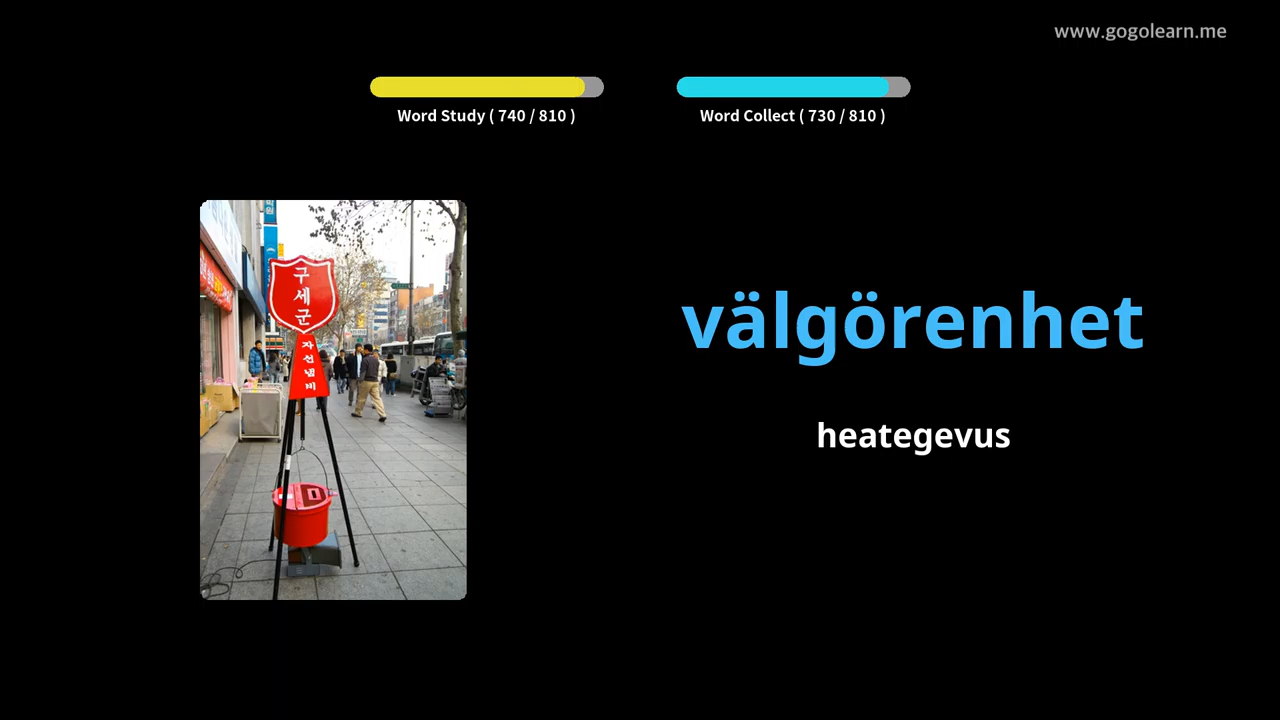 www.gogolearn.me
Word Study ( 740 / 810 )
Word Collect ( 730 / 810 )
구
세
군
자
선
냄
비
välgörenhet
heategevus